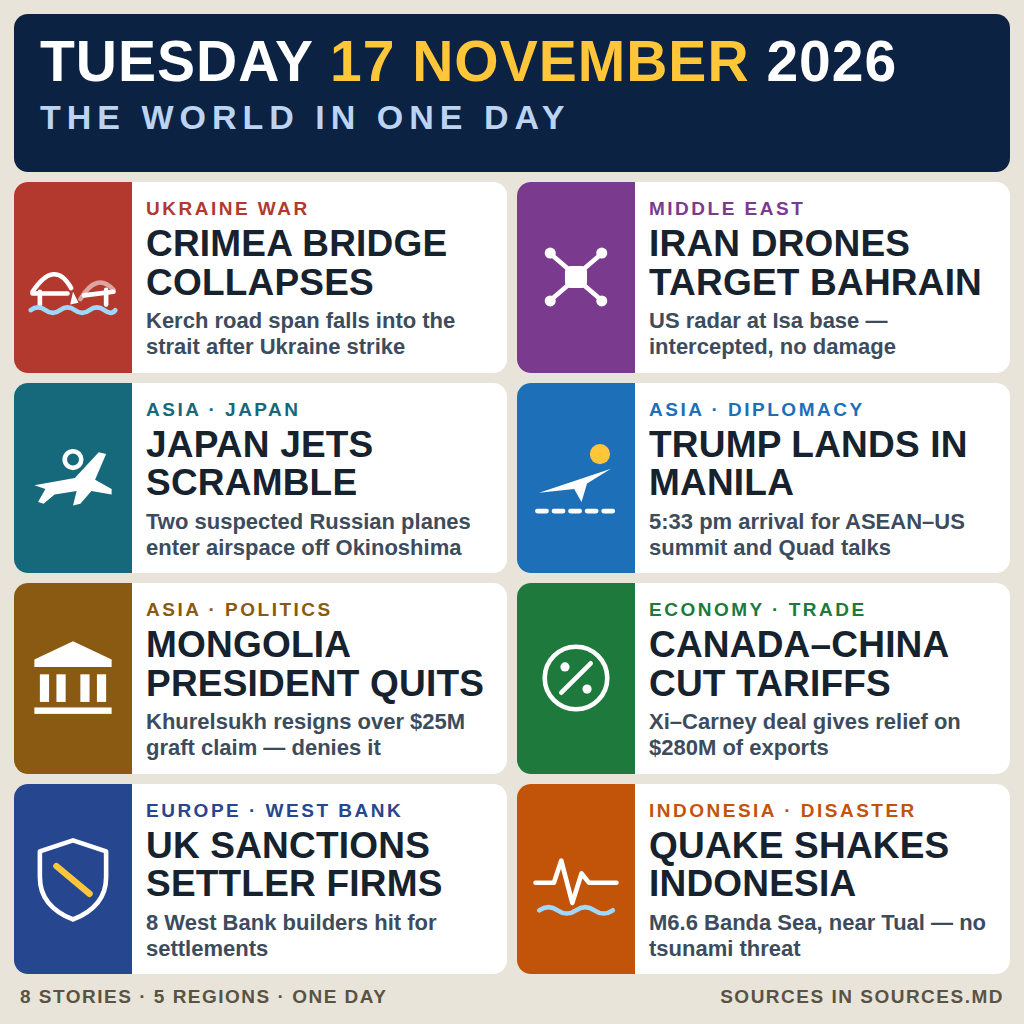 TUESDAY 17 NOVEMBER 2026
THE WORLD IN ONE DAY
UKRAINE WAR
CRIMEA BRIDGE
COLLAPSES
Kerch road span falls into the
strait after Ukraine strike
MIDDLE EAST
IRAN DRONES
TARGET BAHRAIN
US radar at Isa base —
intercepted, no damage
ASIA · JAPAN
JAPAN JETS
SCRAMBLE
Two suspected Russian planes
enter airspace off Okinoshima
ASIA · DIPLOMACY
TRUMP LANDS IN
MANILA
5:33 pm arrival for ASEAN–US
summit and Quad talks
ASIA · POLITICS
MONGOLIA
PRESIDENT QUITS
Khurelsukh resigns over $25M
graft claim — denies it
ECONOMY · TRADE
CANADA–CHINA
CUT TARIFFS
Xi–Carney deal gives relief on
$280M of exports
EUROPE · WEST BANK
UK SANCTIONS
SETTLER FIRMS
8 West Bank builders hit for
settlements
INDONESIA · DISASTER
QUAKE SHAKES
INDONESIA
M6.6 Banda Sea, near Tual — no
tsunami threat
8 STORIES · 5 REGIONS · ONE DAY
SOURCES IN SOURCES.MD